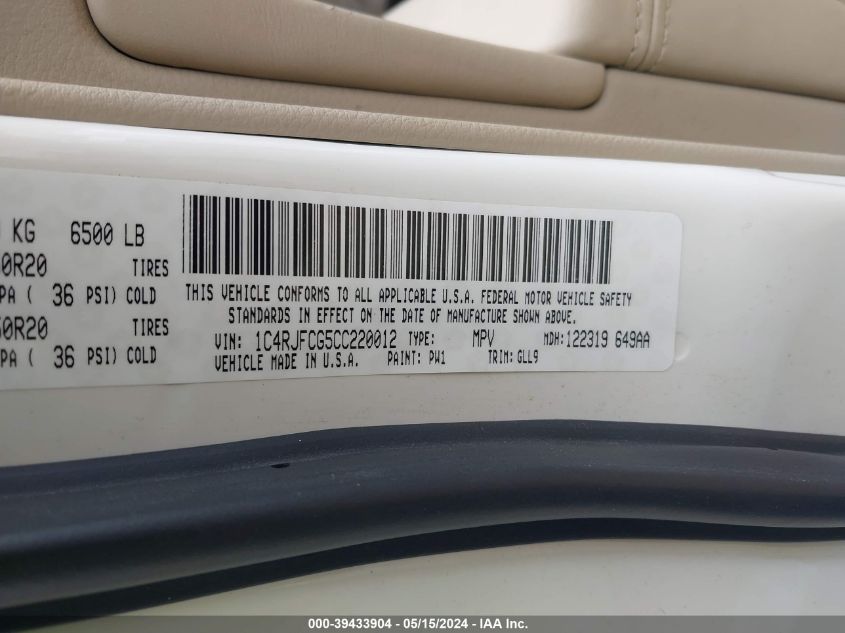 KG 6500 LB
0R20 TIRES
PA ( 36 PSI) COLD
50R20 TIRES
PA ( 36 PSI) COLD
THIS VEHICLE CONFORMS TO ALL APPLICABLE U.S.A. FEDERAL MOTOR VEHICLE SAFETY
STANDARDS IN EFFECT ON THE DATE OF MANUFACTURE SHOWN ABOVE.
VIN: 1C4RJFCG5CC220012 TYPE: MPV MDH:122319 649AA
VEHICLE MADE IN U.S.A. PAINT: PW1 TRIM: GLL9
000-39433904 - 05/15/2024 - IAA Inc.